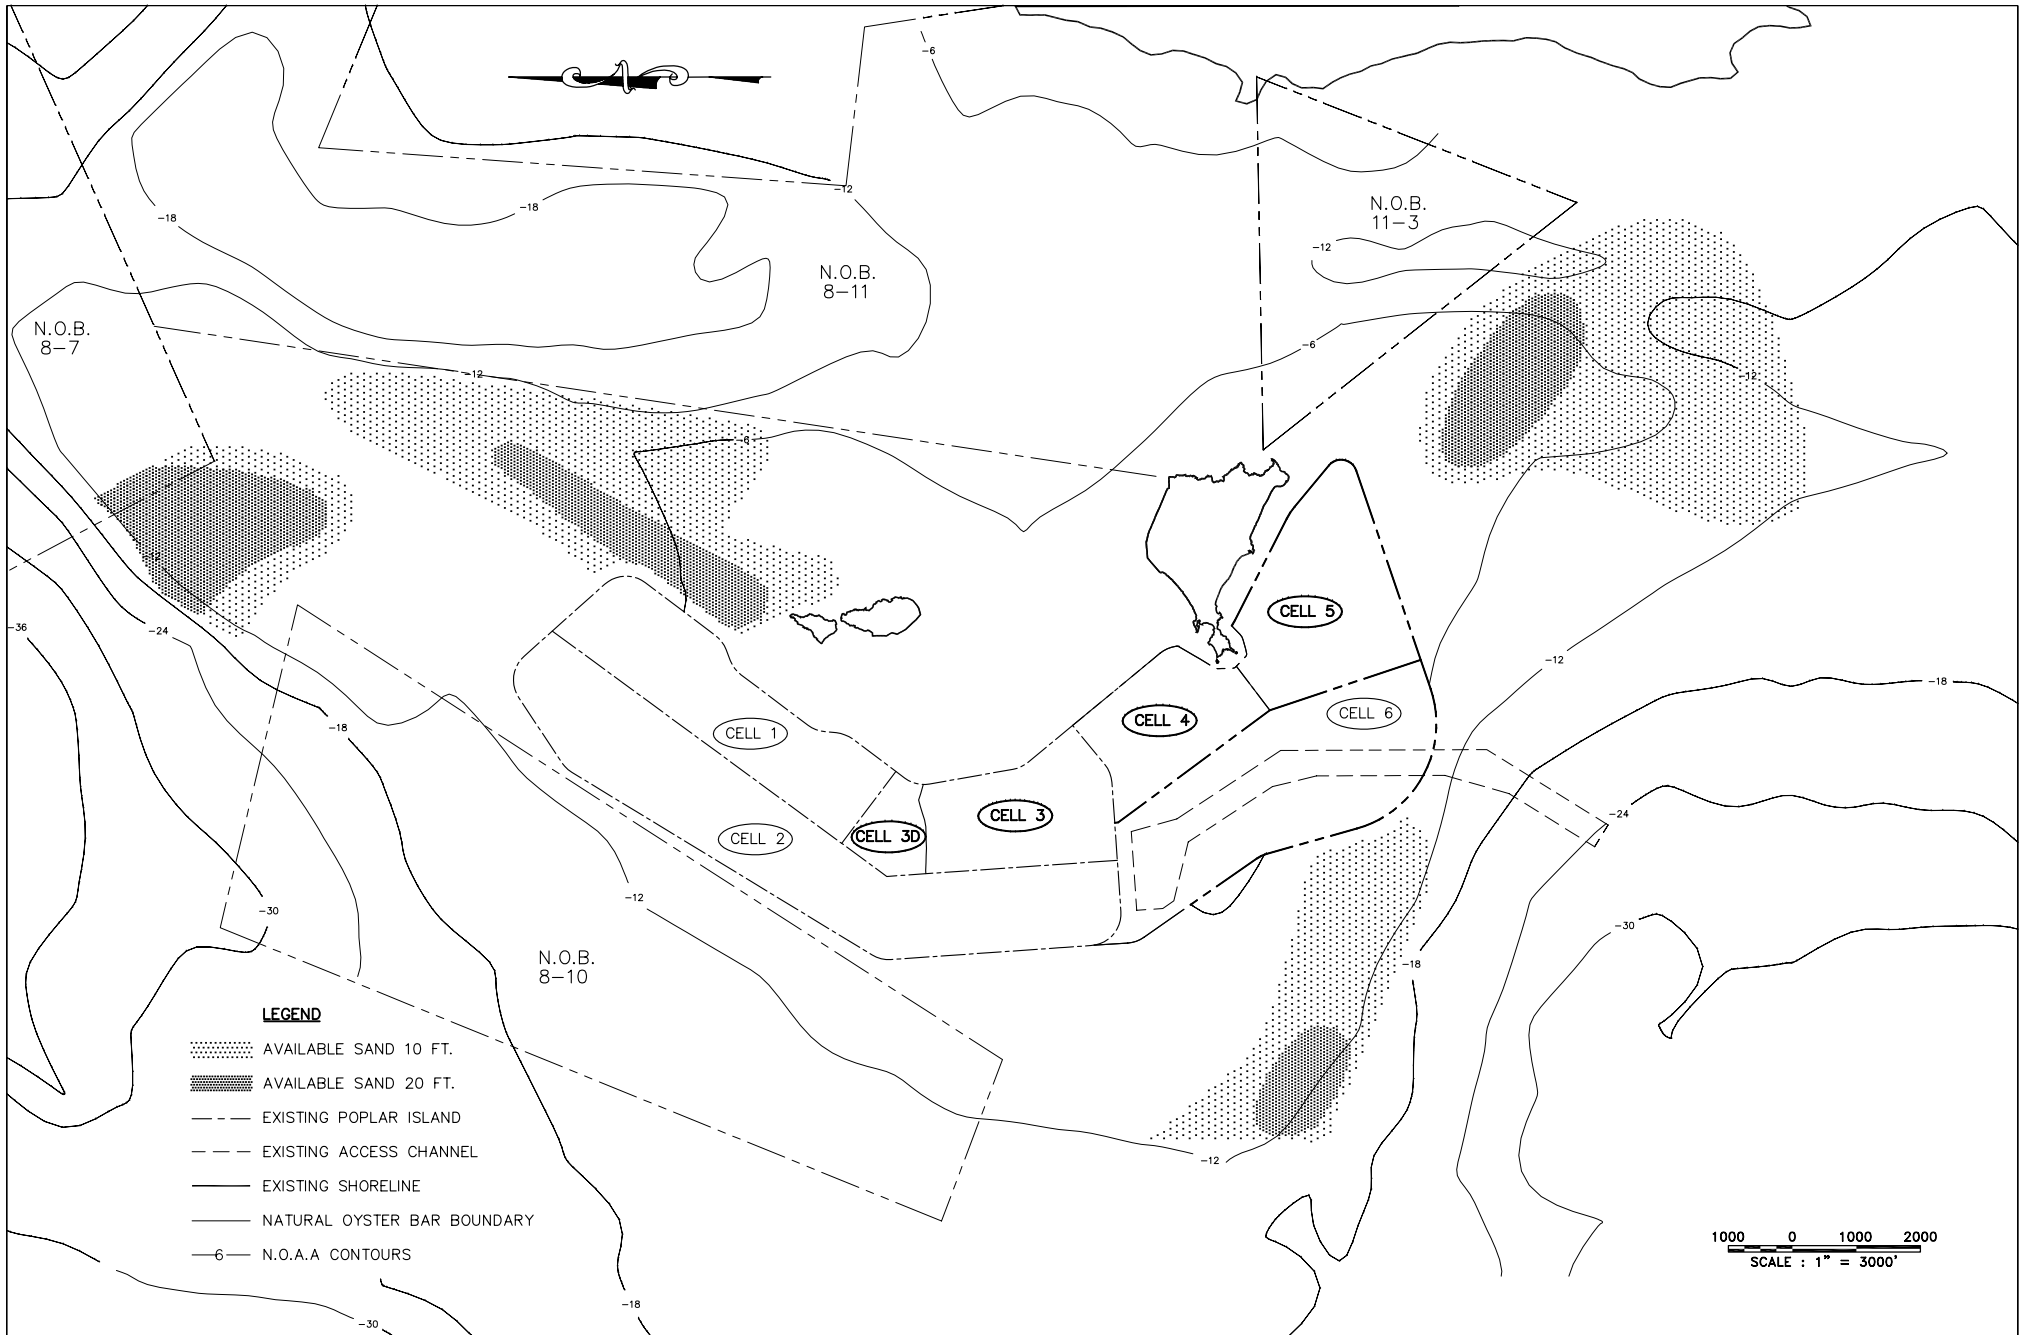 -6
-12
-18
-18
N.O.B.
11-3
-12
N.O.B.
8-11
N.O.B.
8-7
-6
-12
-12
-6
-12
CELL 5
-36
-24
-12
-18
CELL 4
CELL 6
-18
CELL 1
CELL 3
-24
CELL 2
CELL 3D
-12
-30
-30
N.O.B.
8-10
-18
LEGEND
AVAILABLE SAND 10 FT.
AVAILABLE SAND 20 FT.
EXISTING POPLAR ISLAND
EXISTING ACCESS CHANNEL
EXISTING SHORELINE
NATURAL OYSTER BAR BOUNDARY
6 N.O.A.A CONTOURS
-12
1000 0 1000 2000
SCALE : 1" = 3000'
-18
-30